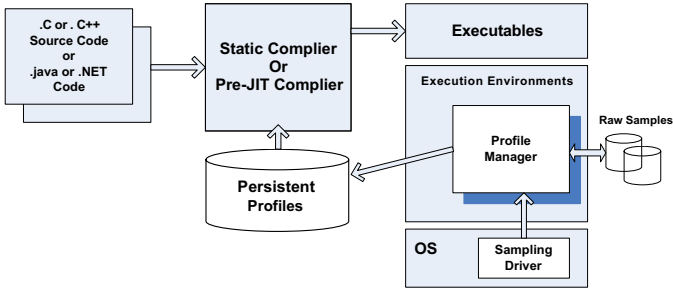 .C or . C++
Source Code
or
.java or .NET
Code
Static Complier
Or
Pre-JIT Complier
Executables
Execution Environments
Profile
Manager
Raw Samples
Persistent
Profiles
OS
Sampling
Driver